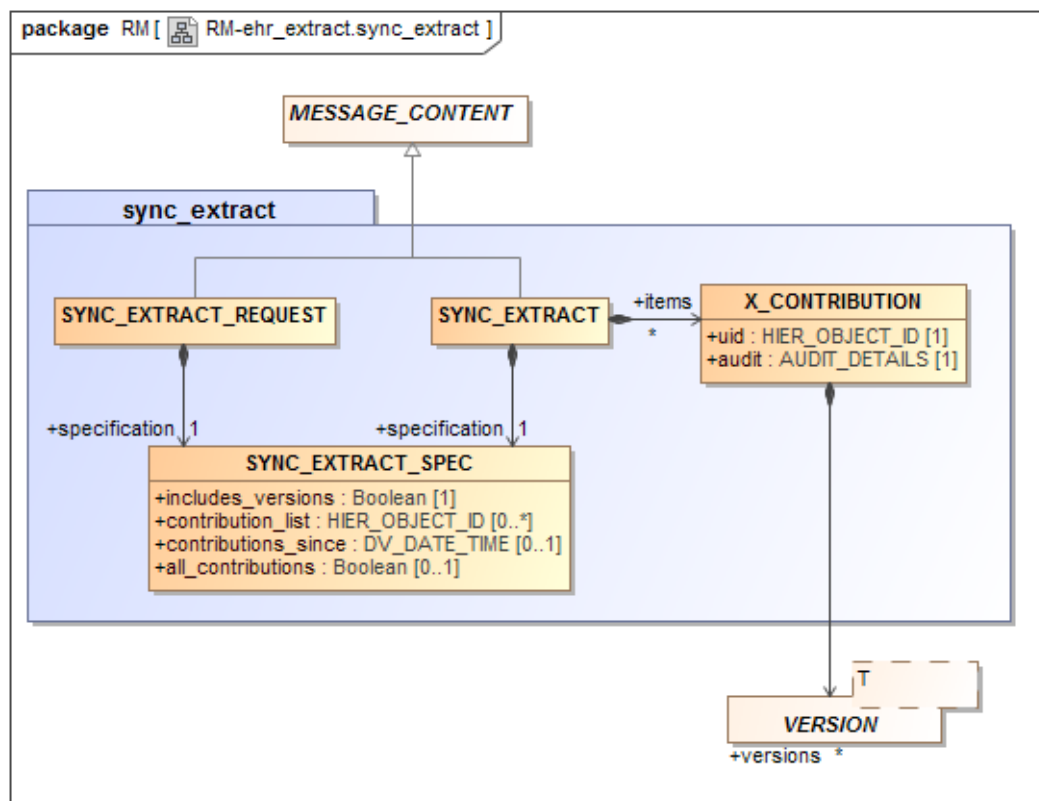 package RM [ RM-ehr_extract.sync_extract ]
MESSAGE_CONTENT
sync_extract
SYNC_EXTRACT_REQUEST
SYNC_EXTRACT
+items
*
X_CONTRIBUTION
+uid : HIER_OBJECT_ID [1]
+audit : AUDIT_DETAILS [1]
+specification 1
+specification 1
SYNC_EXTRACT_SPEC
+includes_versions : Boolean [1]
+contribution_list : HIER_OBJECT_ID [0..*]
+contributions_since : DV_DATE_TIME [0..1]
+all_contributions : Boolean [0..1]
T
VERSION
+versions *